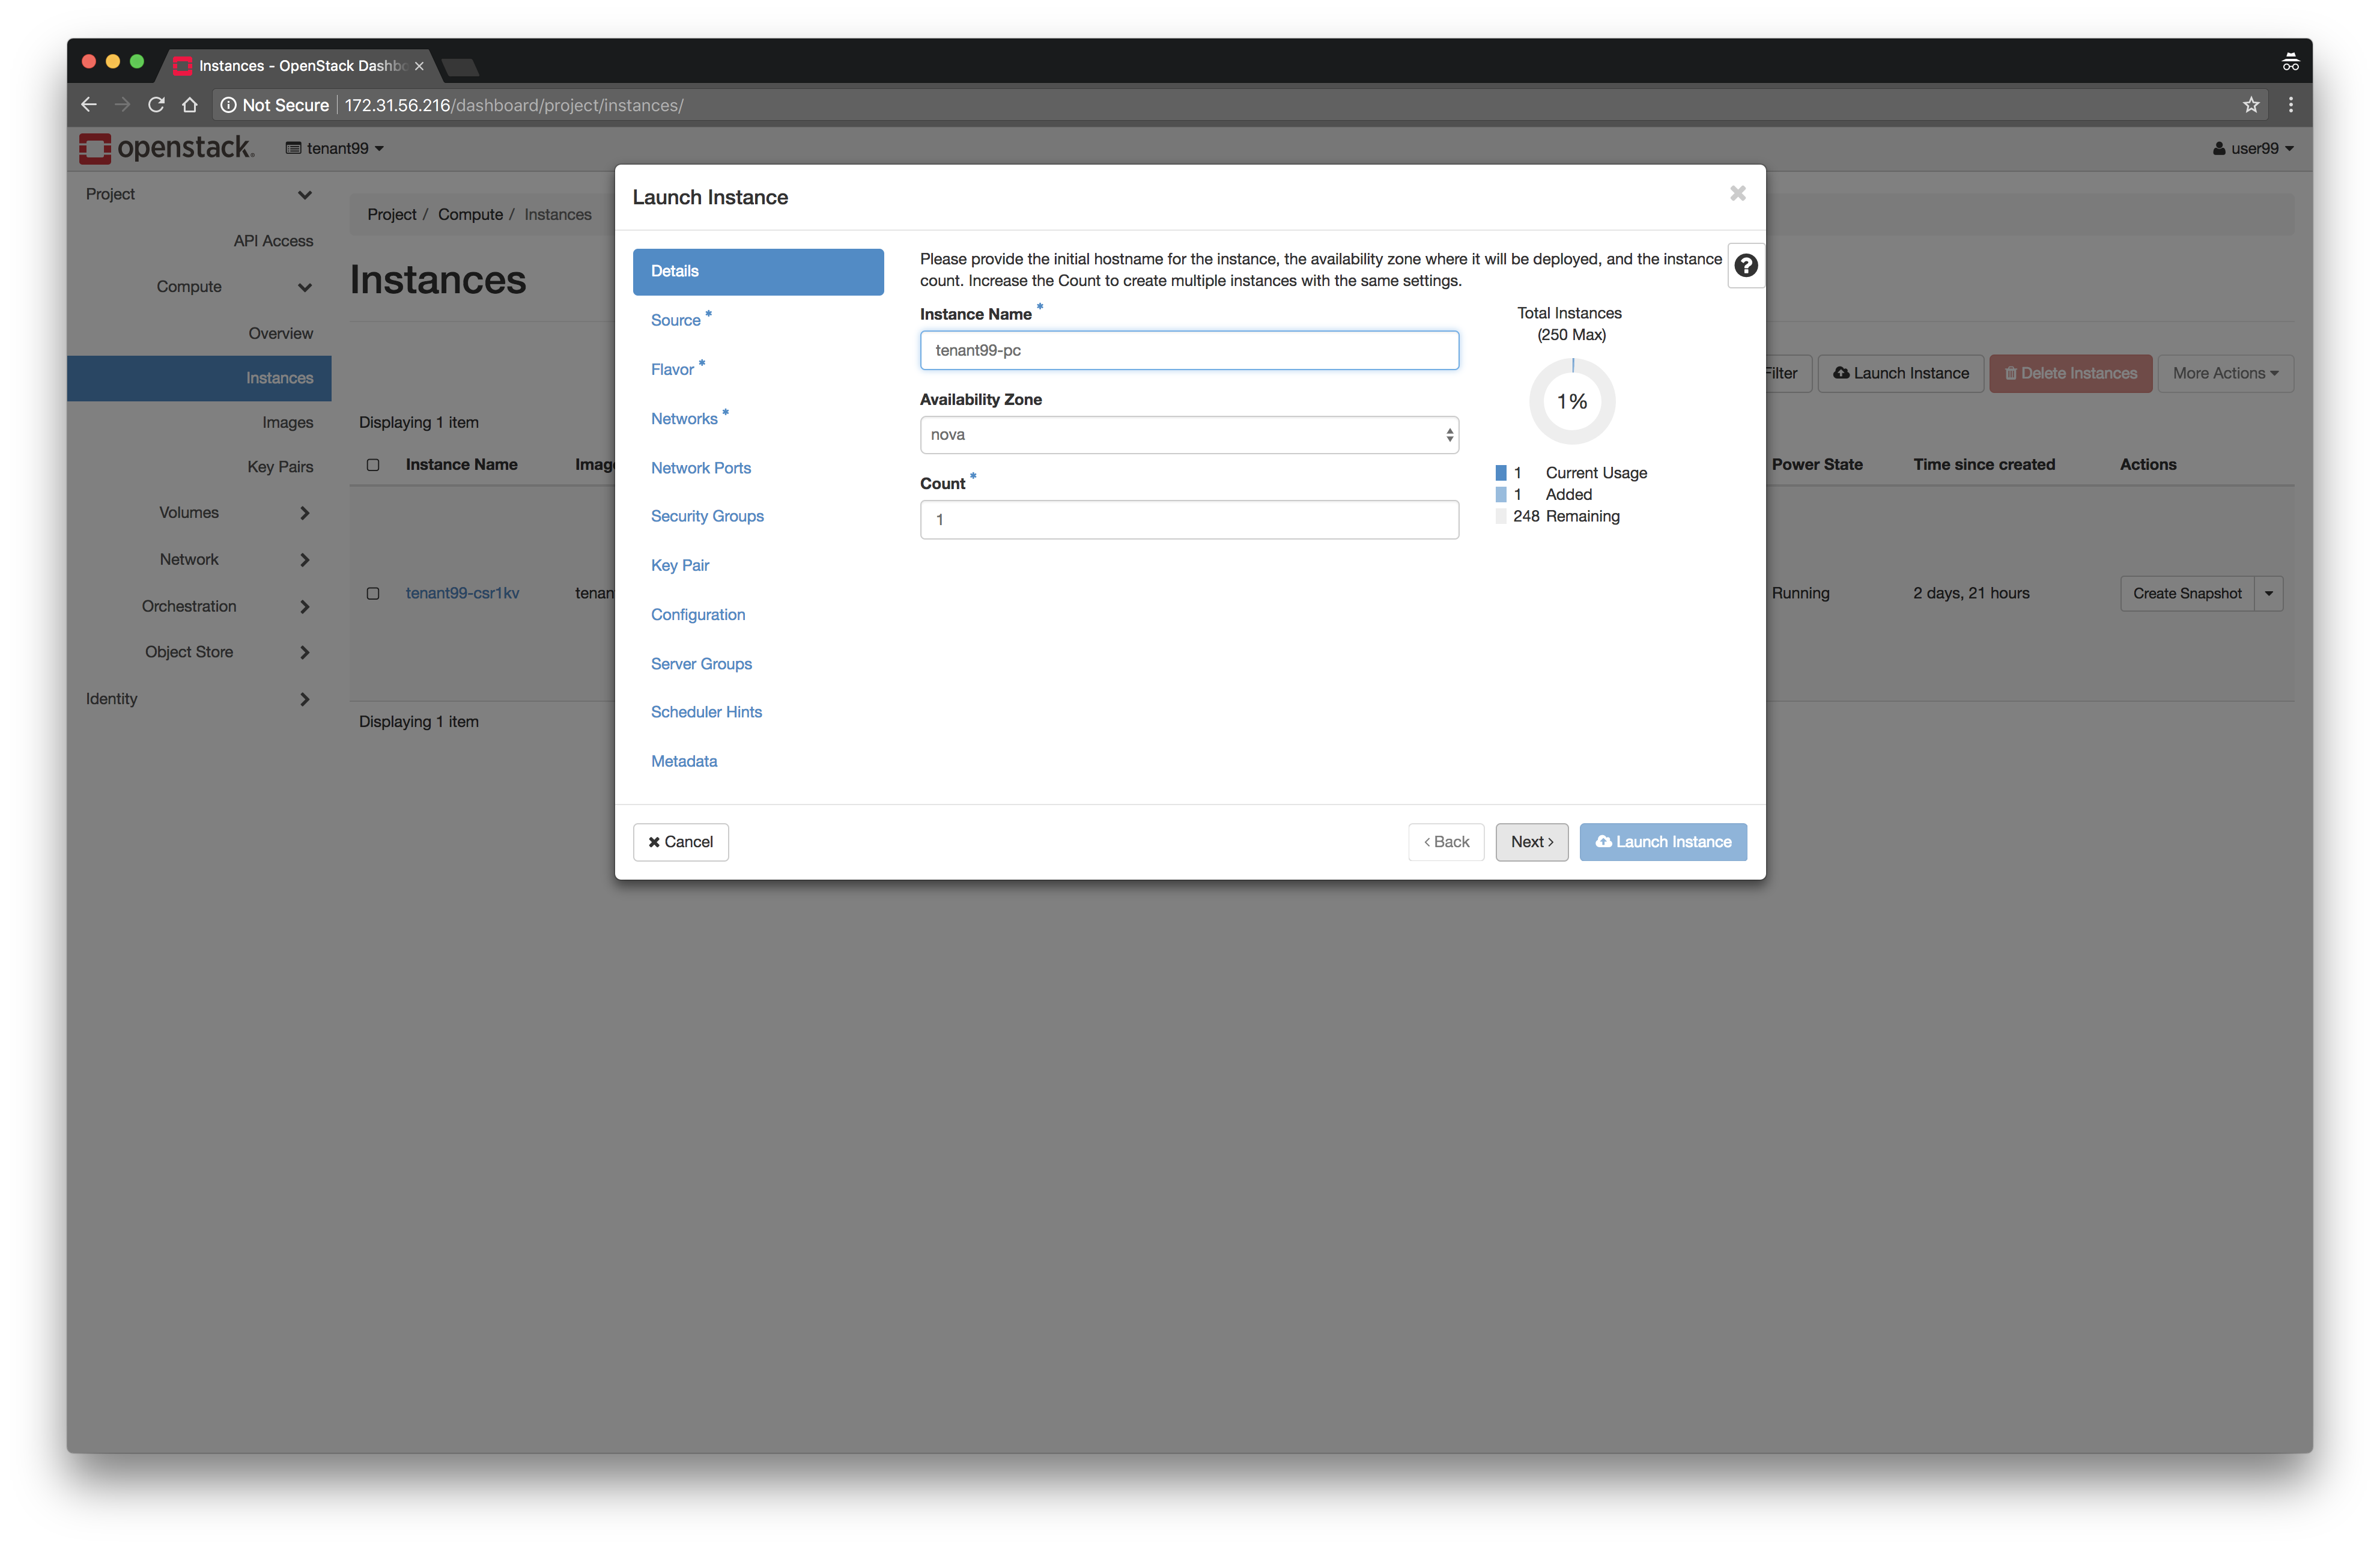 Instances - OpenStack Dashbo
Not Secure | 172.31.56.216/dashboard/project/instances/
openstack. tenant99 user99
Project
API Access
Compute
Overview
Instances
Images
Key Pairs
Volumes
Network
Orchestration
Object Store
Identity
Project / Compute / Instances
Instances
Filter Launch Instance Delete Instances More Actions
Displaying 1 item
Instance Name Imag Power State Time since created Actions
tenant99-csr1kv tenan Running 2 days, 21 hours Create Snapshot
Displaying 1 item
Launch Instance
Details
Source *
Flavor *
Networks *
Network Ports
Security Groups
Key Pair
Configuration
Server Groups
Scheduler Hints
Metadata
Please provide the initial hostname for the instance, the availability zone where it will be deployed, and the instance
count. Increase the Count to create multiple instances with the same settings.
Instance Name *
tenant99-pc
Availability Zone
nova
Count *
1
Total Instances
(250 Max)
1%
1 Current Usage
1 Added
248 Remaining
Cancel
‹ Back
Next ›
Launch Instance